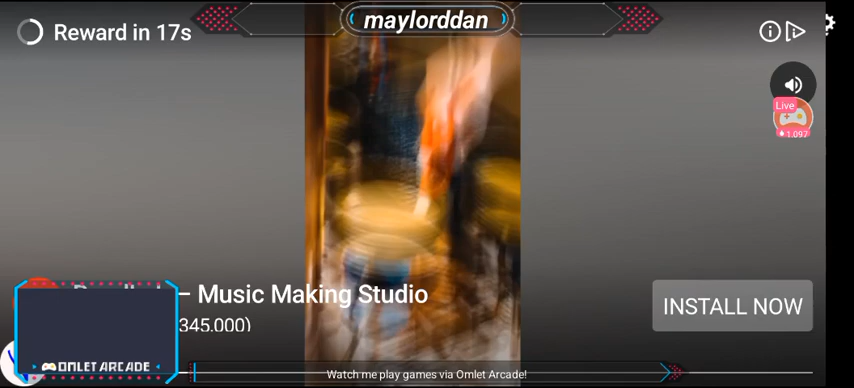 maylorddan
Reward in 17s
Live
1,097
– Music Making Studio
INSTALL NOW
345,000)
OMLET ARCADE
Watch me play games via Omlet Arcade!